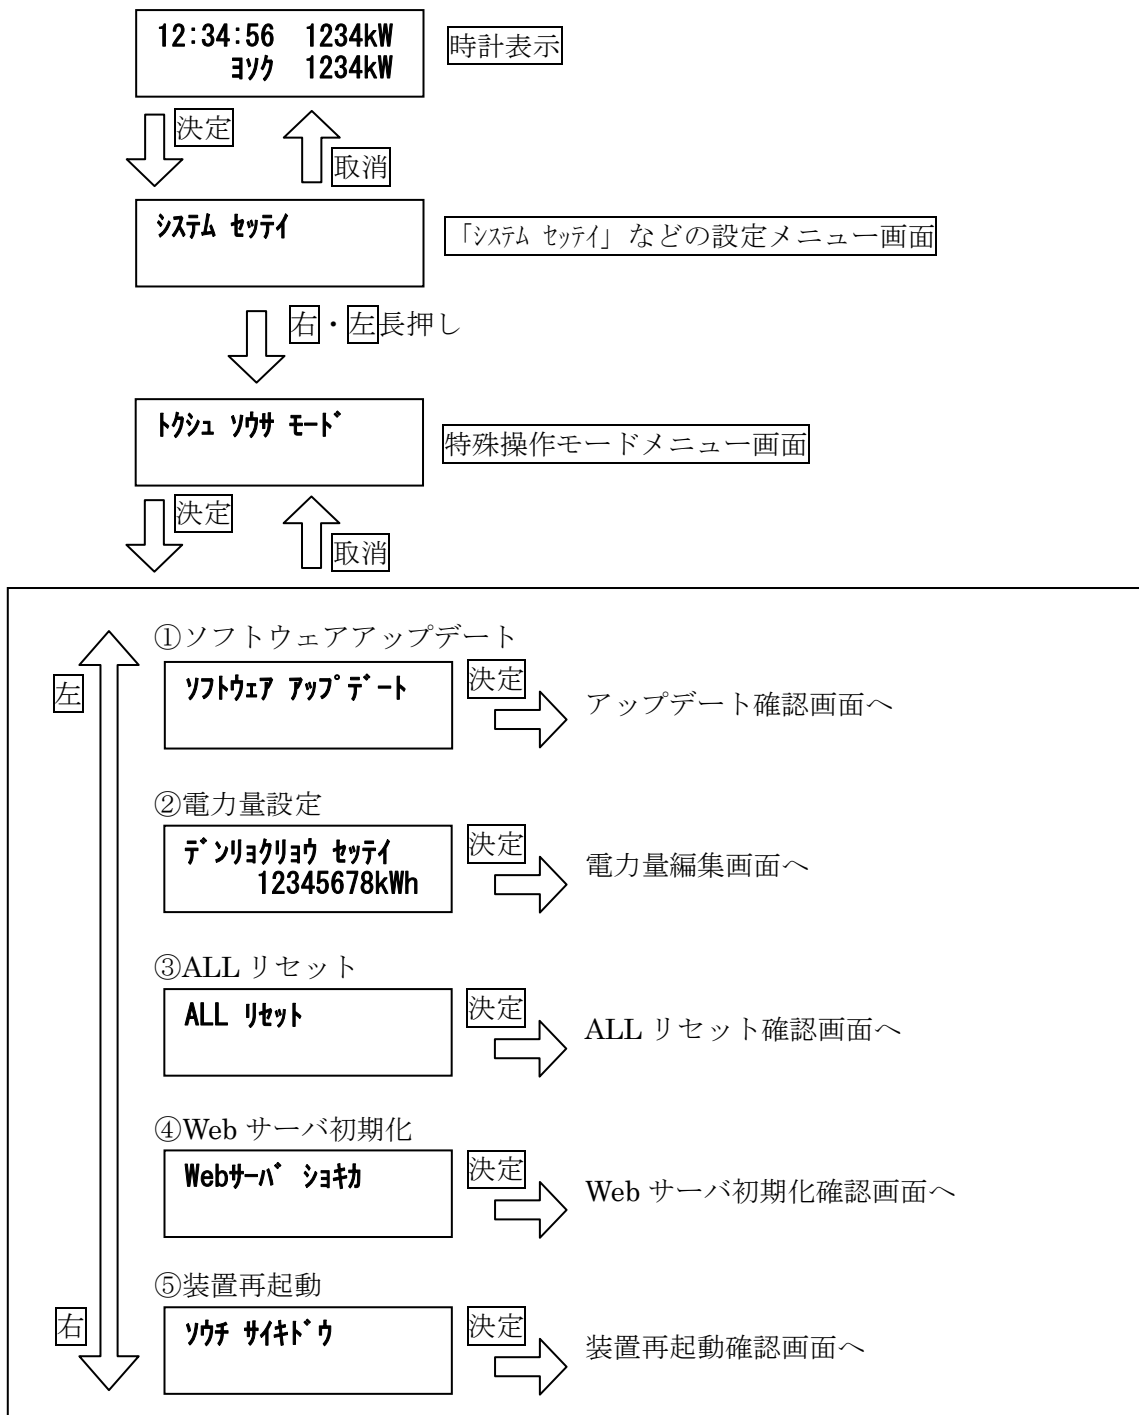 12:34:56 1234kW
ﾖｿｸ 1234kW
時計表示
決定
取消
ｼｽﾃﾑ ｾｯﾃｲ
「ｼｽﾃﾑ ｾｯﾃｲ」などの設定メニュー画面
右・左長押し
ﾄｸｼｭ ｿｳｻ ﾓｰﾄﾞ
特殊操作モードメニュー画面
決定
取消
①ソフトウェアアップデート
左
ｿﾌﾄｳｪｱ ｱｯﾌﾟﾃﾞｰﾄ
決定
アップデート確認画面へ
②電力量設定
ﾃﾞﾝﾘｮｸﾘｮｳ ｾｯﾃｲ
12345678kWh
決定
電力量編集画面へ
③ALL リセット
ALL ﾘｾｯﾄ
決定
ALL リセット確認画面へ
④Web サーバ初期化
Webｻｰﾊﾞ ｼｮｷｶ
決定
Web サーバ初期化確認画面へ
⑤装置再起動
右
ｿｳﾁ ｻｲｷﾄﾞｳ
決定
装置再起動確認画面へ